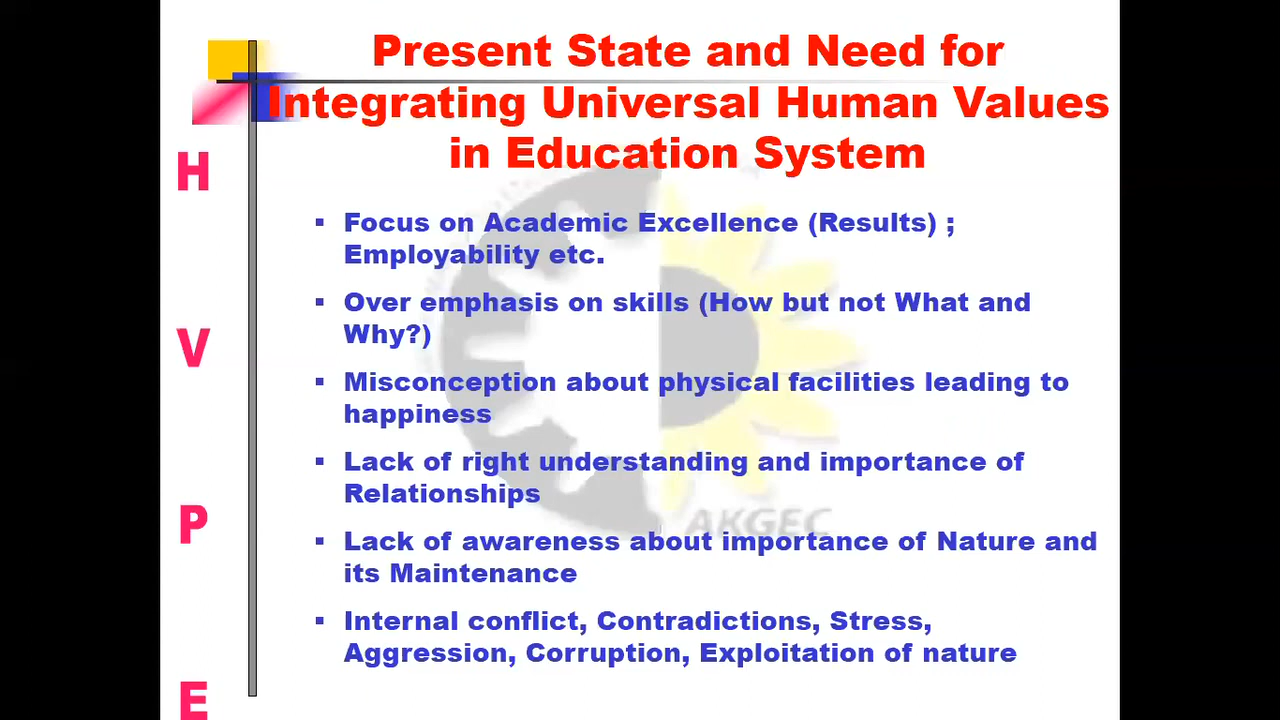 Present State and Need for
Integrating Universal Human Values
in Education System
H
V
P
E
▪ Focus on Academic Excellence (Results) ;
Employability etc.
▪ Over emphasis on skills (How but not What and
Why?)
▪ Misconception about physical facilities leading to
happiness
▪ Lack of right understanding and importance of
Relationships
AKGEC
▪ Lack of awareness about importance of Nature and
its Maintenance
▪ Internal conflict, Contradictions, Stress,
Aggression, Corruption, Exploitation of nature